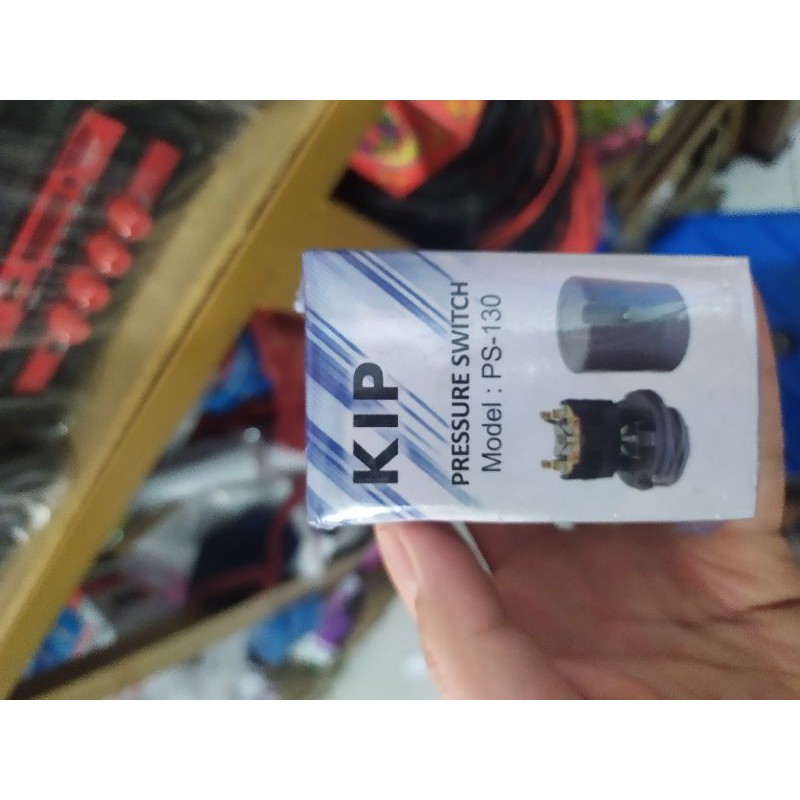 KIP
PRESSURE SWITCH
Model : PS-130